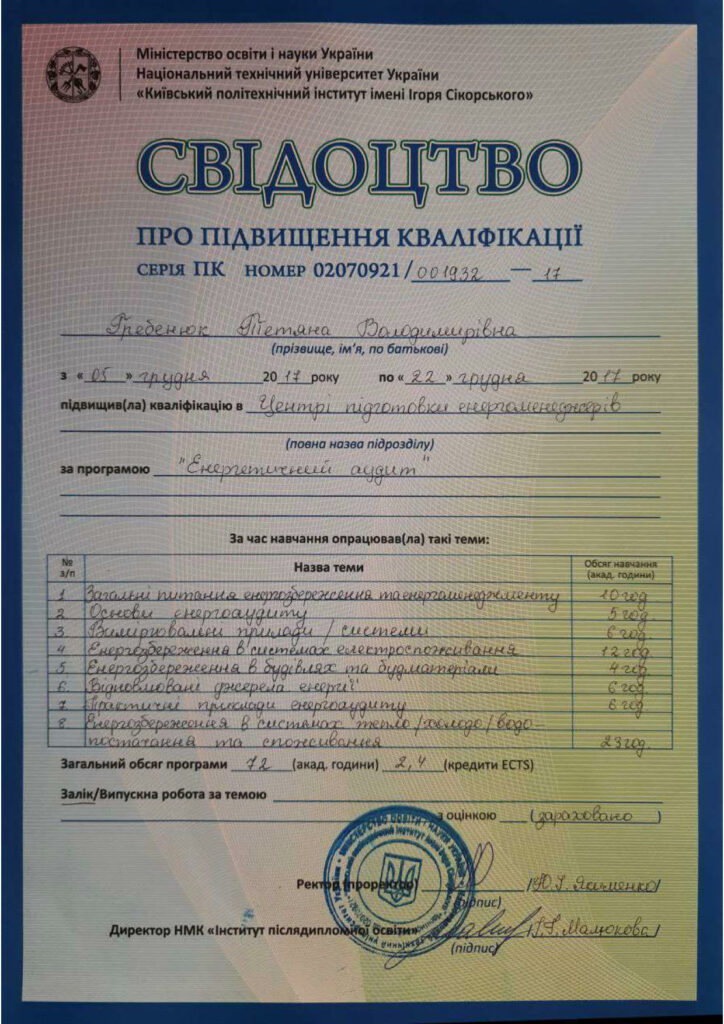 Міністерство освіти і науки України
Національний технічний університет України
«Київський політехнічний інститут імені Ігоря Сікорського»
СВІДОЦТВО
ПРО ПІДВИЩЕННЯ КВАЛІФІКАЦІЇ
СЕРІЯ ПК НОМЕР 02070921/001932 — 17
Гребенюк Тетяна Володимирівна
(прізвище, ім’я, по батькові)
з «05» грудня 2017 року по «22» грудня 2017 року
підвищив(ла) кваліфікацію в Центрі підготовки енергоменеджерів
(повна назва підрозділу)
за програмою "Енергетичний аудит"
За час навчання опрацював(ла) такі теми:
№ з/п Назва теми Обсяг навчання (акад. години)
1 Загальні питання енергозбереження та енергоменеджменту 10 год
2 Основи енергоаудиту 5 год.
3 Вимірювальні прилади / системи 6 год.
4 Енергозбереження в системах електроспоживання 12 год
5 Енергозбереження в будівлях та будматеріали 4 год.
6 Відновлювані джерела енергії 6 год.
7 Практичні приклади енергоаудиту 6 год
8 Енергозбереження в системах тепло/холодо/водо-
постачання та споживання 23 год.
Загальний обсяг програми 72 (акад. години) 2,4 (кредити ECTS)
Залік/Випускна робота за темою
з оцінкою (зараховано)
Ректор (проректор) /Ю.І. Якименко/
(підпис)
Директор НМК «Інститут післядипломної освіти» /І.Г. Малюкова/
(підпис)